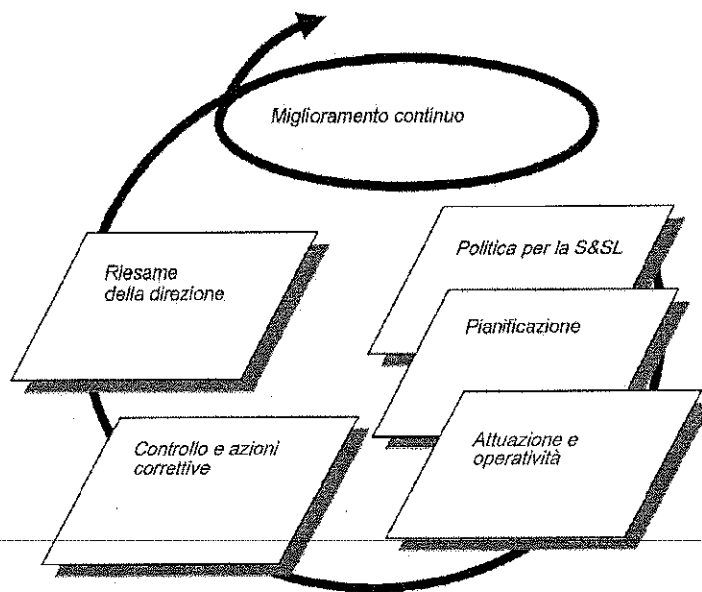 Miglioramento continuo
Politica per la S&SL
Pianificazione
Attuazione e
operatività
Controllo e azioni
correttive
Riesame
della direzione